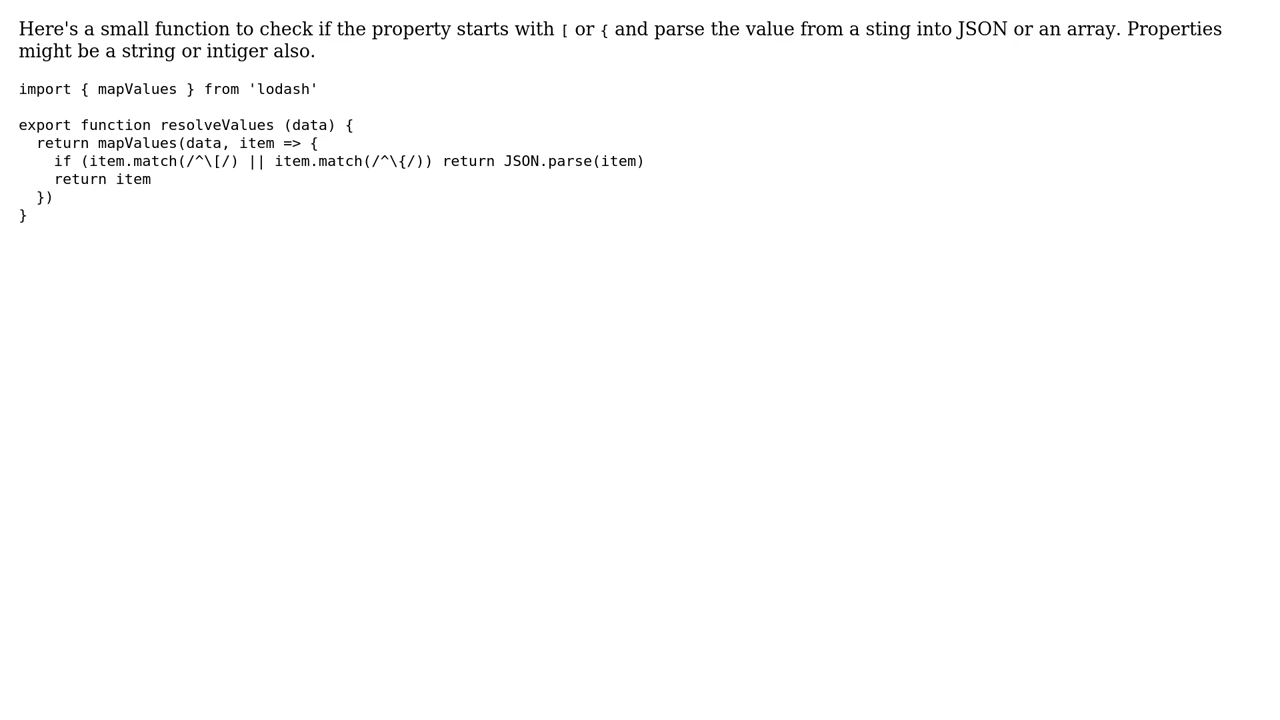 Here's a small function to check if the property starts with [ or { and parse the value from a sting into JSON or an array. Properties
might be a string or intiger also.
import { mapValues } from 'lodash'
export function resolveValues (data) {
  return mapValues(data, item => {
    if (item.match(/^\[/) || item.match(/^\{/)) return JSON.parse(item)
    return item
  })
}